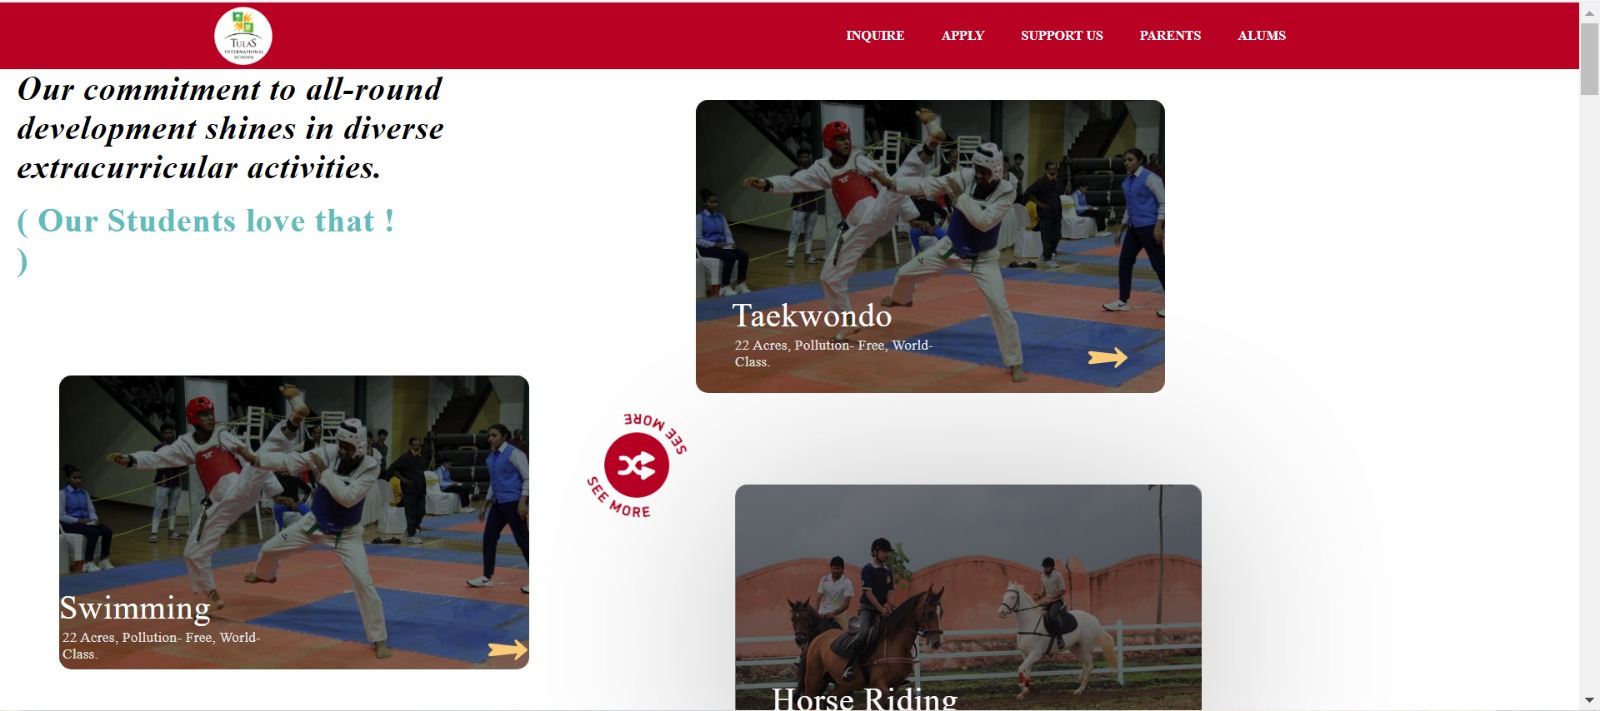 TULAS
INTERNATIONAL
SCHOOL
INQUIRE
APPLY
SUPPORT US
PARENTS
ALUMS
Our commitment to all-round
development shines in diverse
extracurricular activities.
( Our Students love that !
)
Taekwondo
22 Acres, Pollution- Free, World-
Class.
SEE MORE
SEE MORE
Swimming
22 Acres, Pollution- Free, World-
Class.
Horse Riding